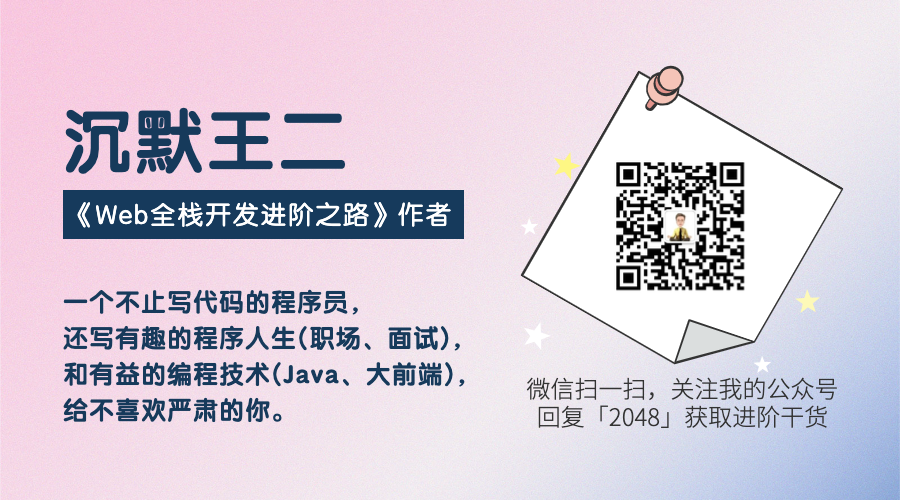 沉默王二
《Web全栈开发进阶之路》作者
一个不止写代码的程序员，
还写有趣的程序人生(职场、面试)，
和有益的编程技术(Java、大前端)，
给不喜欢严肃的你。
微信扫一扫，关注我的公众号
回复「2048」获取进阶干货